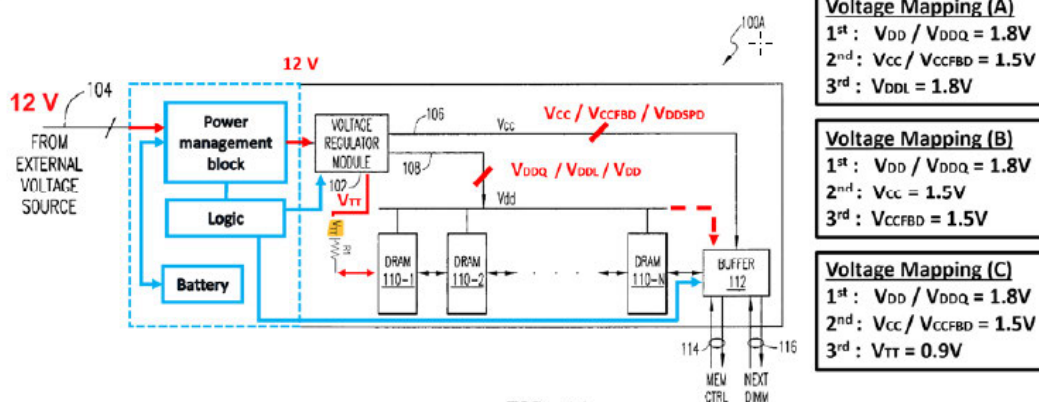 100A
12 V
12 V
104
FROM
EXTERNAL
VOLTAGE
SOURCE
Power
management
block
Logic
Battery
VOLTAGE
REGULATOR
MODULE
102
106
Vcc
VCC / VCCFBD / VDDSPD
108
VDDQ / VDDL / VDD
Vdd
VTT
VTT
R1
DRAM
110-1
DRAM
110-2
DRAM
110-N
BUFFER
112
114
116
MEM
CTRL
NEXT
DIMM
Voltage Mapping (A)
1st : VDD / VDDQ = 1.8V
2nd : VCC / VCCFBD = 1.5V
3rd : VDDL = 1.8V
Voltage Mapping (B)
1st : VDD / VDDQ = 1.8V
2nd : VCC = 1.5V
3rd : VCCFBD = 1.5V
Voltage Mapping (C)
1st : VDD / VDDQ = 1.8V
2nd : VCC / VCCFBD = 1.5V
3rd : VTT = 0.9V